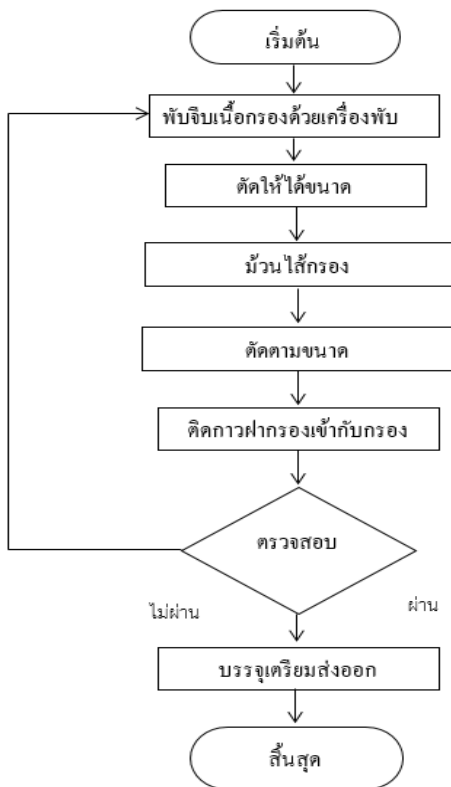 เริ่มต้น
พับจีบเนื้อกรองด้วยเครื่องพับ
ตัดให้ได้ขนาด
ม้วนไส้กรอง
ตัดตามขนาด
ติดกาวฝากรองเข้ากับกรอง
ตรวจสอบ
ไม่ผ่าน
ผ่าน
บรรจุเตรียมส่งออก
สิ้นสุด